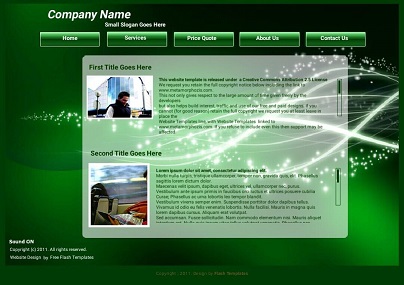 Company Name
Small Slogan Goes Here
Home
Services
Price Quote
About Us
Contact Us
First Title Goes Here
This website template is released under a Creative Commons Attribution 2.5 License
We request you retain the full copyright notice below including the link to
www.metamorphozis.com.
This not only gives respect to the large amount of time given freely by the
developers
but also helps build interest, traffic and use of our free and paid designs. If you
cannot (for good reason) retain the full copyright we request you at least leave in
place the
Website Templates link, with Website Templates linked to
www.metamorphozis.com. If you refuse to include even this then support may be
affected.
Second Title Goes Here
Lorem ipsum dolor sit amet, consectetur adipiscing elit.
Morbi nulla turpis, tristique ullamcorper, tempor non, gravida quis, est. Phasellus
sagittis lorem dictum dolor.
Maecenas velit ipsum, dapibus eget, ultrices vel, ullamcorper nec, purus.
Vestibulum ante ipsum primis in faucibus orci luctus et ultrices posuere cubilia
Curae; Phasellus ac urna lobortis leo tempor blandit.
Vestibulum viverra semper enim. Suspendisse porttitor dolor dapibus tellus.
Vivamus id odio eu felis euismod lobortis. Nulla facilisi. Mauris in magna quis
lorem dapibus cursus. Aliquam erat volutpat.
Sed accumsan. Fusce sollicitudin. Nam commodo elementum nisi. Mauris aliquet
Sound ON
Copyright (c) 2011. All rights reserved.
Website Design by Free Flash Templates
Copyright, 2011 design by Flash Templates